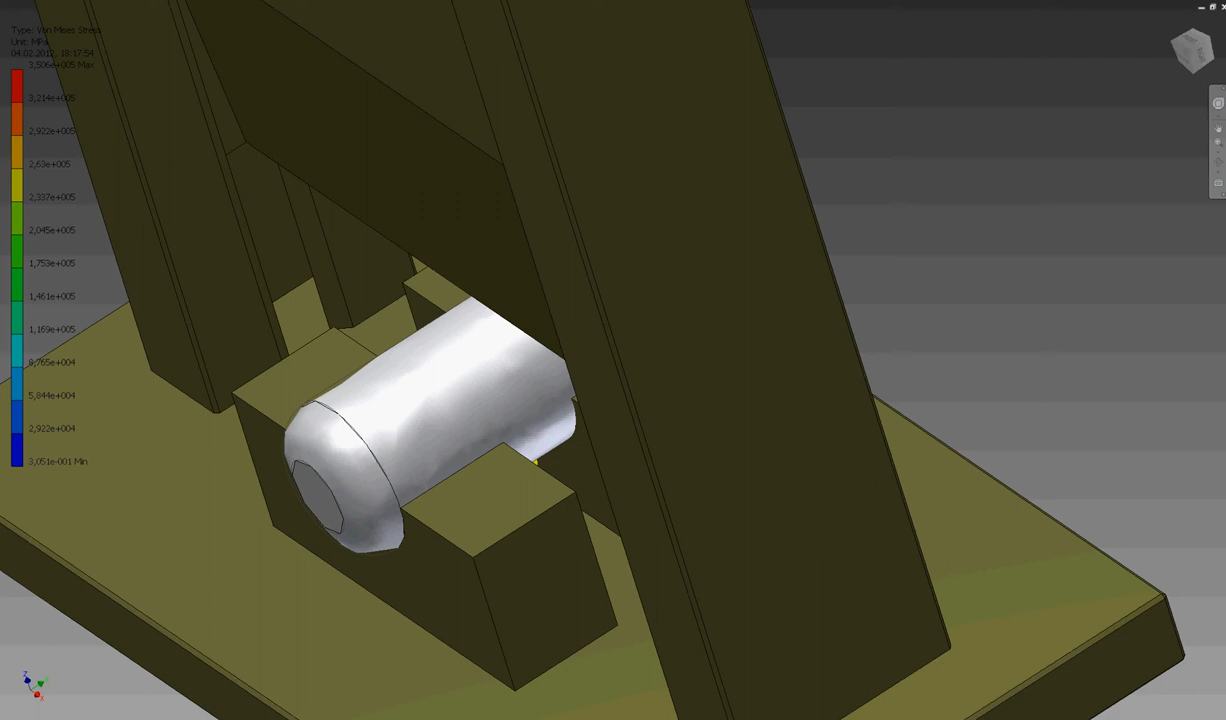 Type: Von Mises Stress
Unit: MPa
04.02.2012, 18:17:54
3,506e+005 Max
3,214e+005
2,922e+005
2,63e+005
2,337e+005
2,045e+005
1,753e+005
1,461e+005
1,169e+005
8,765e+004
5,844e+004
2,922e+004
3,051e-001 Min
Z
X